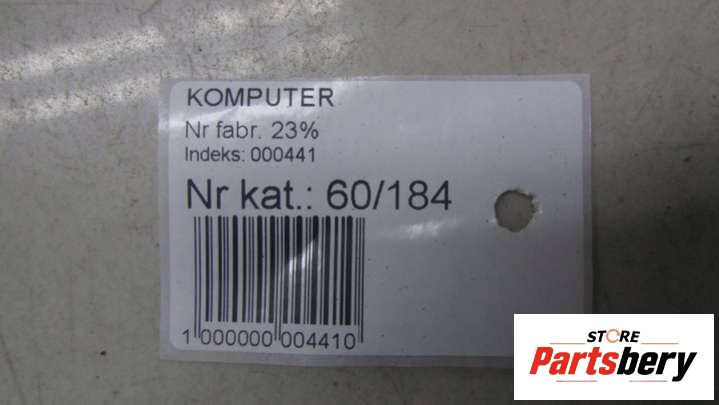 KOMPUTER
Nr fabr. 23%
Indeks: 000441
Nr kat.: 60/184
1 000000 004410
STORE
Partsbery